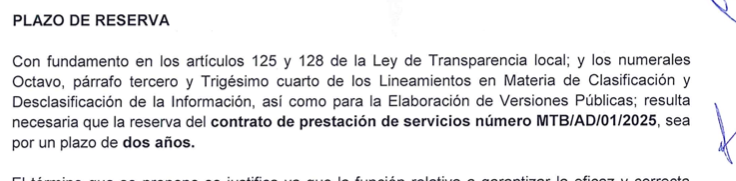 PLAZO DE RESERVA
Con fundamento en los artículos 125 y 128 de la Ley de Transparencia local; y los numerales
Octavo, párrafo tercero y Trigésimo cuarto de los Lineamientos en Materia de Clasificación y
Desclasificación de la Información, así como para la Elaboración de Versiones Públicas; resulta
necesaria que la reserva del contrato de prestación de servicios número MTB/AD/01/2025, sea
por un plazo de dos años.